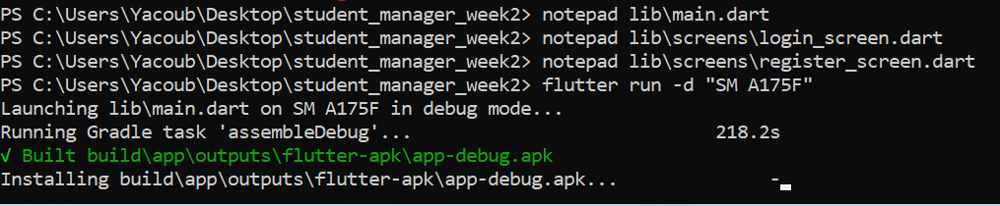 PS C:\Users\Yacoub\Desktop\student_manager_week2> notepad lib\main.dart
PS C:\Users\Yacoub\Desktop\student_manager_week2> notepad lib\screens\login_screen.dart
PS C:\Users\Yacoub\Desktop\student_manager_week2> notepad lib\screens\register_screen.dart
PS C:\Users\Yacoub\Desktop\student_manager_week2> flutter run -d "SM A175F"
Launching lib\main.dart on SM A175F in debug mode...
Running Gradle task 'assembleDebug'... 218.2s
√ Built build\app\outputs\flutter-apk\app-debug.apk
Installing build\app\outputs\flutter-apk\app-debug.apk... -